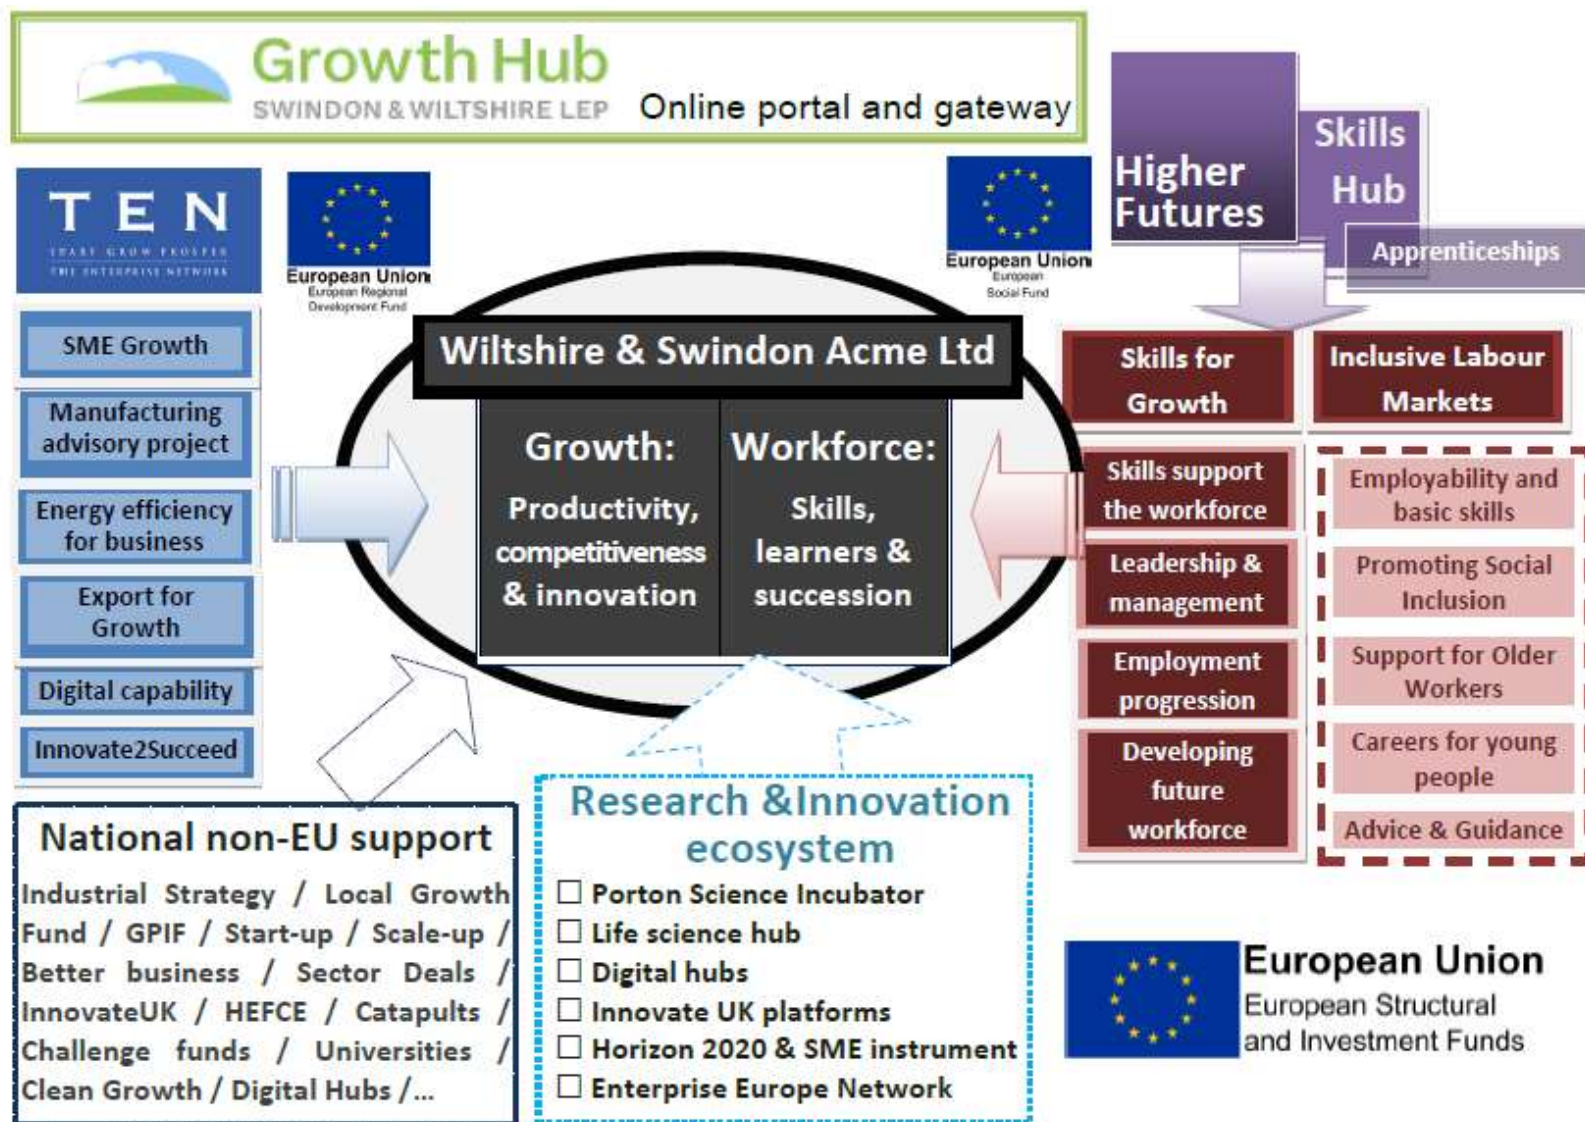 Growth Hub
SWINDON & WILTSHIRE LEP
Online portal and gateway
TEN
START GROW PROSPER
THE ENTERPRISE NETWORK
European Union
European Regional
Development Fund
European Union
European
Social Fund
Higher
Futures
Skills
Hub
Apprenticeships
SME Growth
Manufacturing
advisory project
Energy efficiency
for business
Export for
Growth
Digital capability
Innovate2Succeed
Wiltshire & Swindon Acme Ltd
Growth:
Productivity,
competitiveness
& innovation
Workforce:
Skills,
learners &
succession
Skills for
Growth
Skills support
the workforce
Leadership &
management
Employment
progression
Developing
future
workforce
Inclusive Labour
Markets
Employability and
basic skills
Promoting Social
Inclusion
Support for Older
Workers
Careers for young
people
Advice & Guidance
National non-EU support
Industrial Strategy / Local Growth
Fund / GPIF / Start-up / Scale-up /
Better business / Sector Deals /
InnovateUK / HEFCE / Catapults /
Challenge funds / Universities /
Clean Growth / Digital Hubs /...
Research &Innovation
ecosystem
☐ Porton Science Incubator
☐ Life science hub
☐ Digital hubs
☐ Innovate UK platforms
☐ Horizon 2020 & SME instrument
☐ Enterprise Europe Network
European Union
European Structural
and Investment Funds